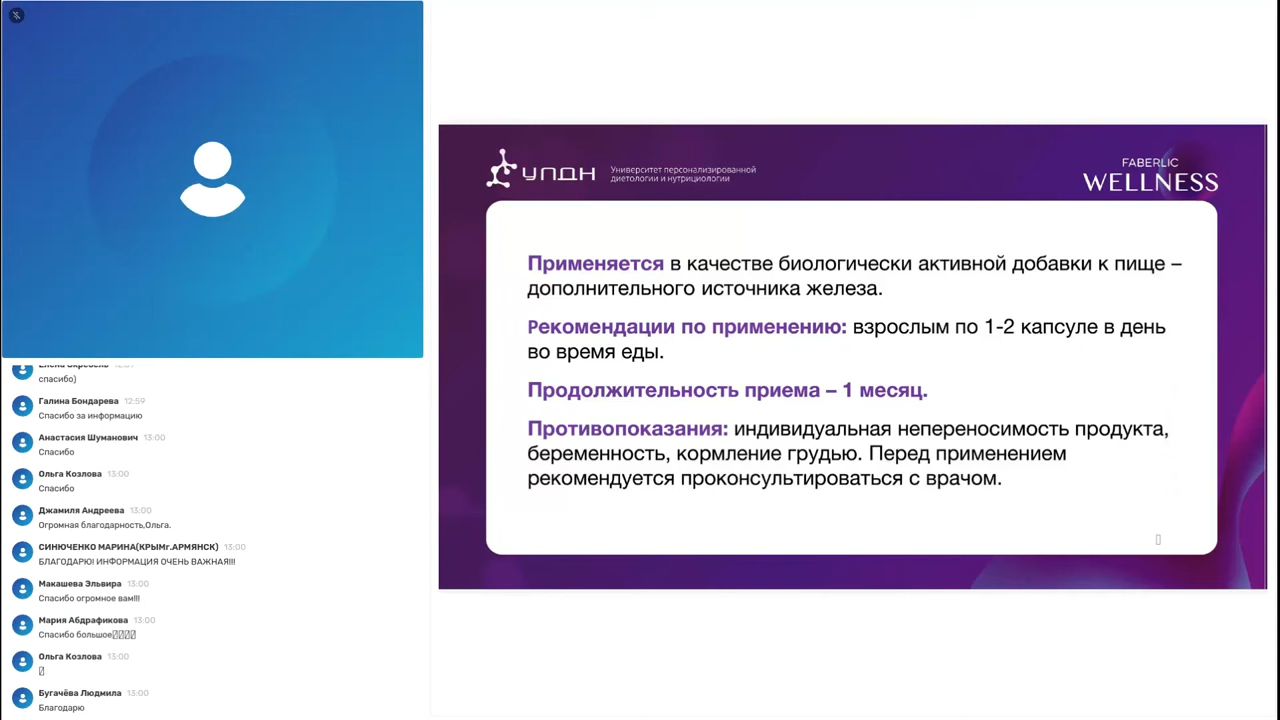 спасибо)
Галина Бондарева 12:59
Спасибо за информацию
Анастасия Шуманович 13:00
Спасибо
Ольга Козлова 13:00
Спасибо
Джамиля Андреева 13:00
Огромная благодарность,Ольга.
СИНЮЧЕНКО МАРИНА(КРЫМг.АРМЯНСК) 13:00
БЛАГОДАРЮ! ИНФОРМАЦИЯ ОЧЕНЬ ВАЖНАЯ!!!
Макашева Эльвира 13:00
Спасибо огромное вам!!!
Мария Абдрафикова 13:00
Спасибо большое
Ольга Козлова 13:00
Бугачёва Людмила 13:00
Благодарю
УПДН
Университет персонализированной
диетологии и нутрициологии
FABERLIC
WELLNESS
Применяется в качестве биологически активной добавки к пище –
дополнительного источника железа.
Рекомендации по применению: взрослым по 1-2 капсуле в день
во время еды.
Продолжительность приема – 1 месяц.
Противопоказания: индивидуальная непереносимость продукта,
беременность, кормление грудью. Перед применением
рекомендуется проконсультироваться с врачом.